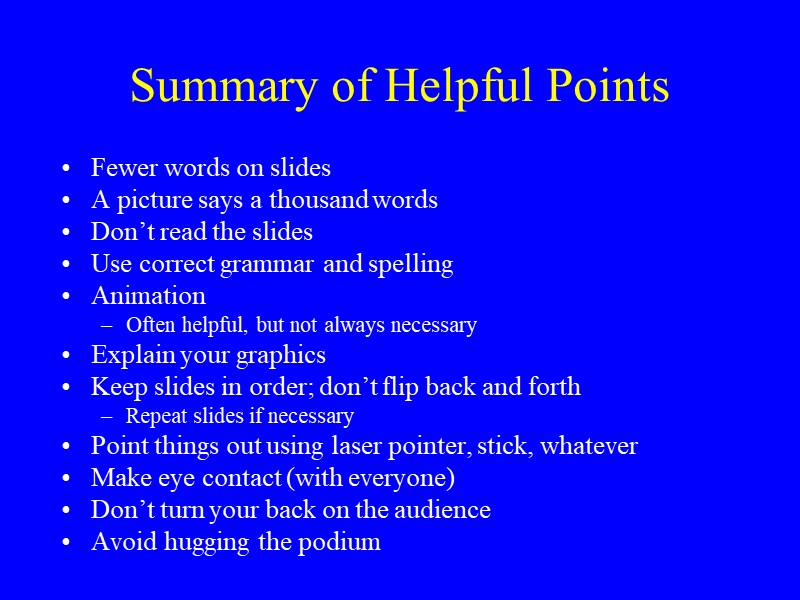 Summary of Helpful Points
• Fewer words on slides
• A picture says a thousand words
• Don’t read the slides
• Use correct grammar and spelling
• Animation
– Often helpful, but not always necessary
• Explain your graphics
• Keep slides in order; don’t flip back and forth
– Repeat slides if necessary
• Point things out using laser pointer, stick, whatever
• Make eye contact (with everyone)
• Don’t turn your back on the audience
• Avoid hugging the podium